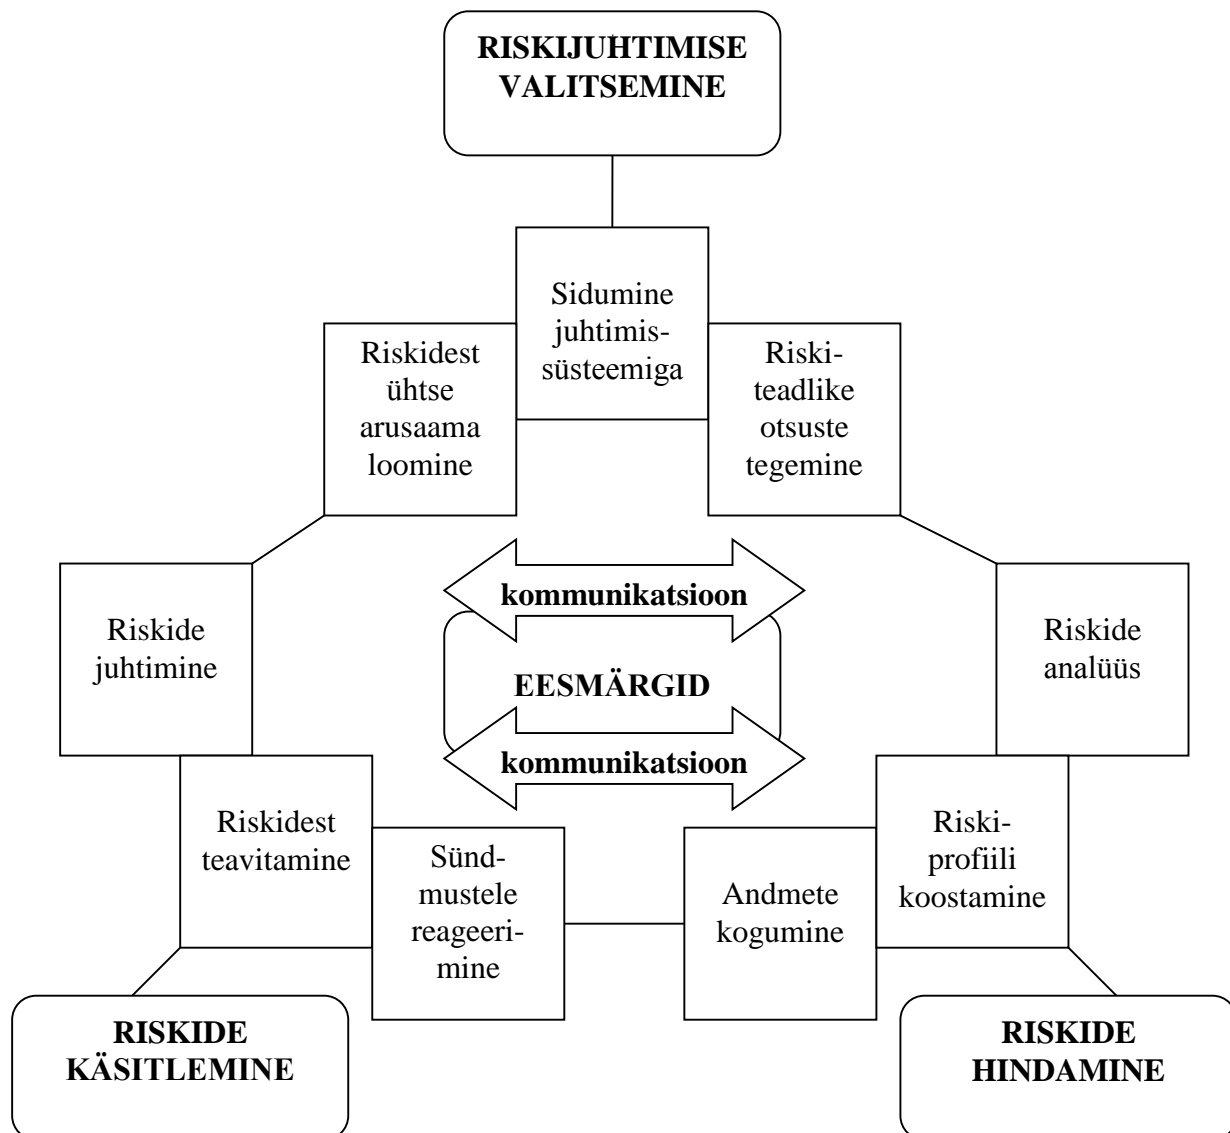 RISKIJUHTIMISE
VALITSEMINE
Sidumine
juhtimis-
süsteemiga
Riskidest
ühtse
arusaama
loomine
Riski-
teadlike
otsuste
tegemine
kommunikatsioon
EESMÄRGID
kommunikatsioon
Riskide
juhtimine
Riskide
analüüs
Riskidest
teavitamine
Sünd-
mustele
reageeri-
mine
Andmete
kogumine
Riski-
profiili
koostamine
RISKIDE
KÄSITLEMINE
RISKIDE
HINDAMINE